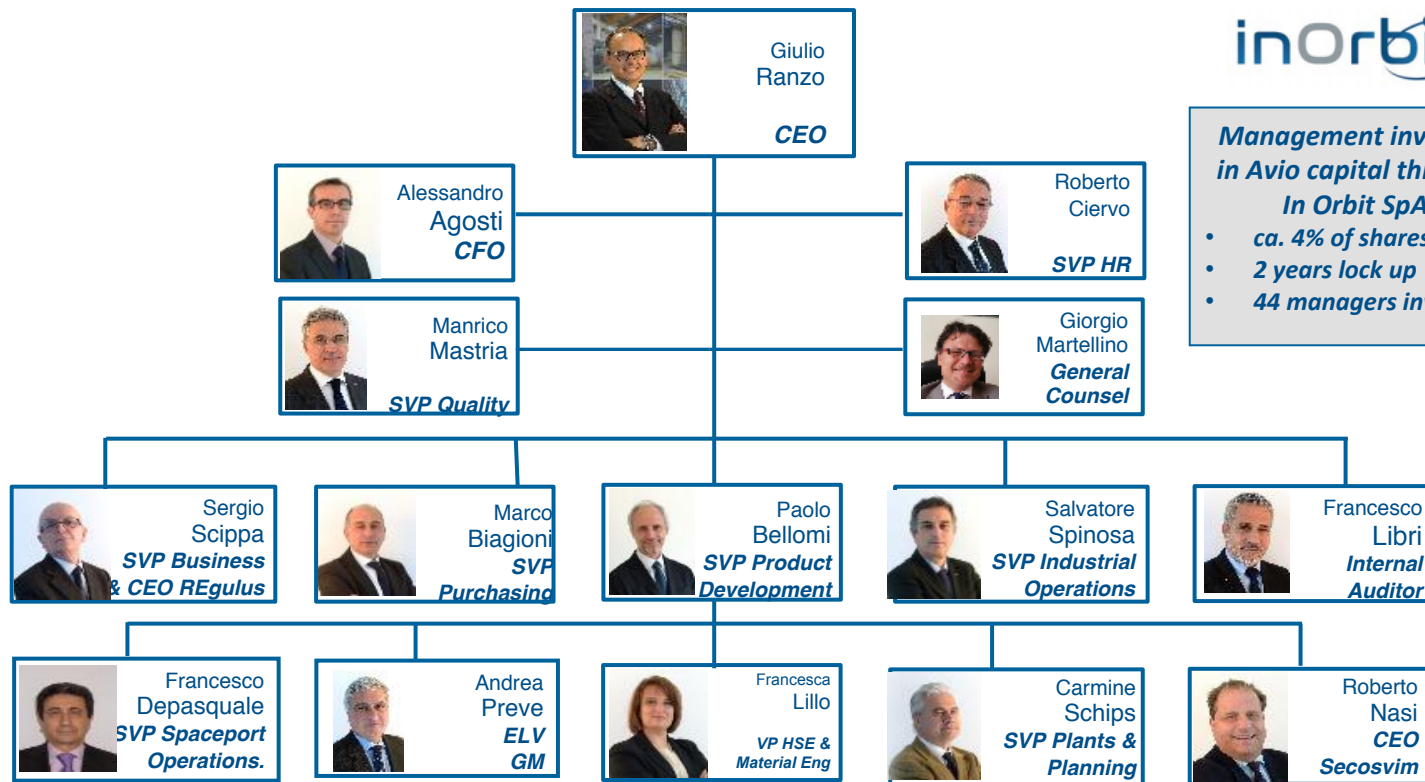 inOrbi
Giulio
Ranzo
CEO
Management inv
in Avio capital th
In Orbit SpA
• ca. 4% of shares
• 2 years lock up
• 44 managers in
Alessandro
Agosti
CFO
Roberto
Ciervo
SVP HR
Manrico
Mastria
SVP Quality
Giorgio
Martellino
General
Counsel
Sergio
Scippa
SVP Business
& CEO REgulus
Marco
Biagioni
SVP
Purchasing
Paolo
Bellomi
SVP Product
Development
Salvatore
Spinosa
SVP Industrial
Operations
Francesco
Libri
Internal
Auditor
Francesco
Depasquale
SVP Spaceport
Operations.
Andrea
Preve
ELV
GM
Francesca
Lillo
VP HSE &
Material Eng
Carmine
Schips
SVP Plants &
Planning
Roberto
Nasi
CEO
Secosvim